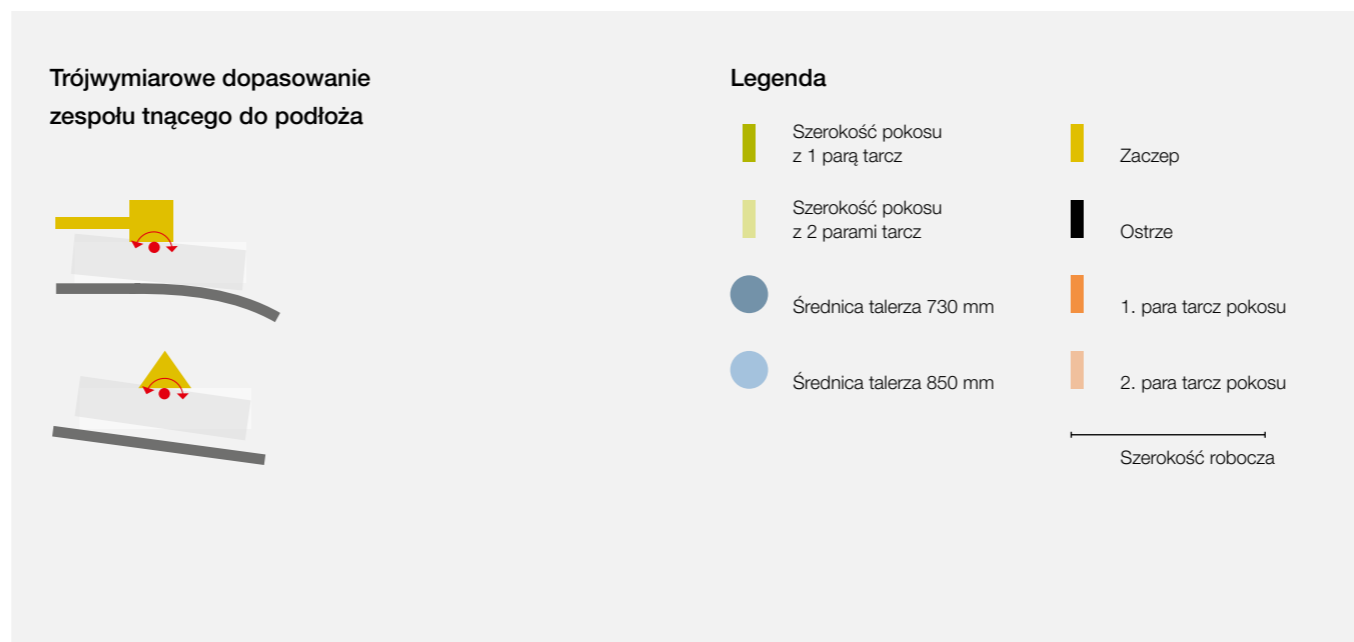 Trójwymiarowe dopasowanie
zespołu tnącego do podłoża
Legenda
Szerokość pokosu
z 1 parą tarcz
Szerokość pokosu
z 2 parami tarcz
Średnica talerza 730 mm
Średnica talerza 850 mm
Zaczep
Ostrze
1. para tarcz pokosu
2. para tarcz pokosu
Szerokość robocza